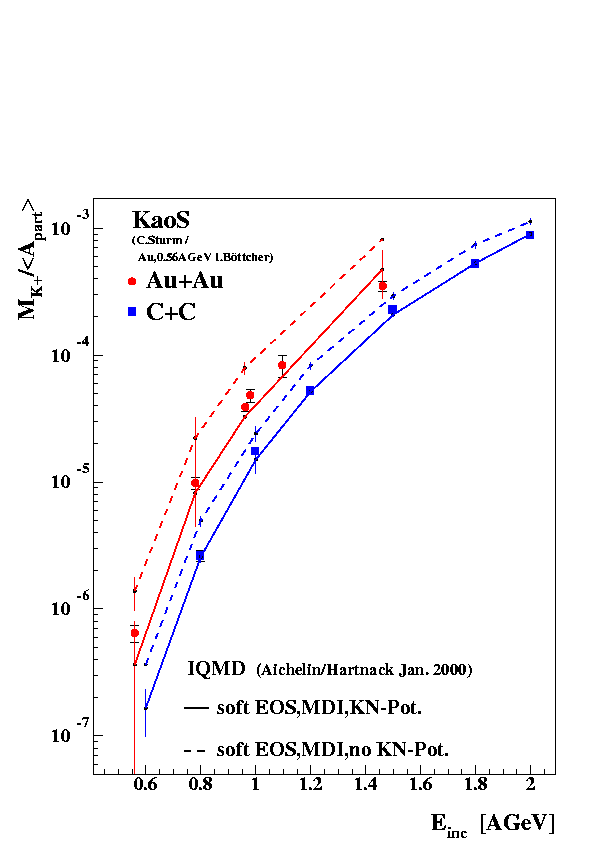 KaoS
(C.Sturm /
Au,0.56AGeV I.Böttcher)
Au+Au
C+C
M_K+/<A_part>
10^-3
10^-4
10^-5
10^-6
10^-7
IQMD (Aichelin/Hartnack Jan. 2000)
soft EOS,MDI,KN-Pot.
soft EOS,MDI,no KN-Pot.
0.6 0.8 1 1.2 1.4 1.6 1.8 2
E_inc [AGeV]